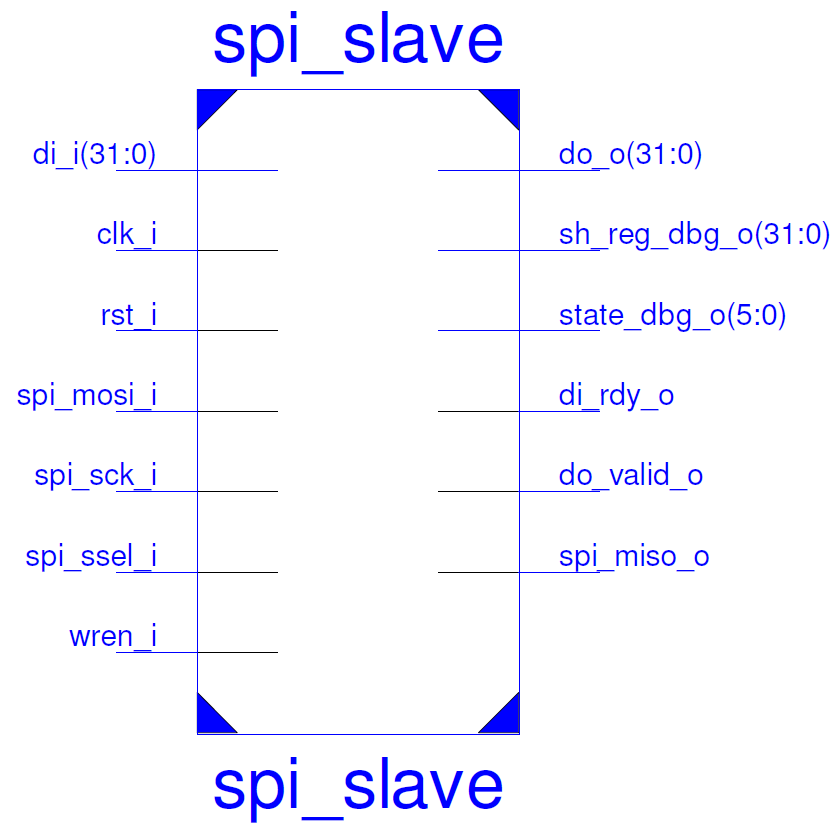 spi_slave
di_i(31:0)
do_o(31:0)
clk_i
sh_reg_dbg_o(31:0)
rst_i
state_dbg_o(5:0)
spi_mosi_i
di_rdy_o
spi_sck_i
do_valid_o
spi_ssel_i
spi_miso_o
wren_i
spi_slave